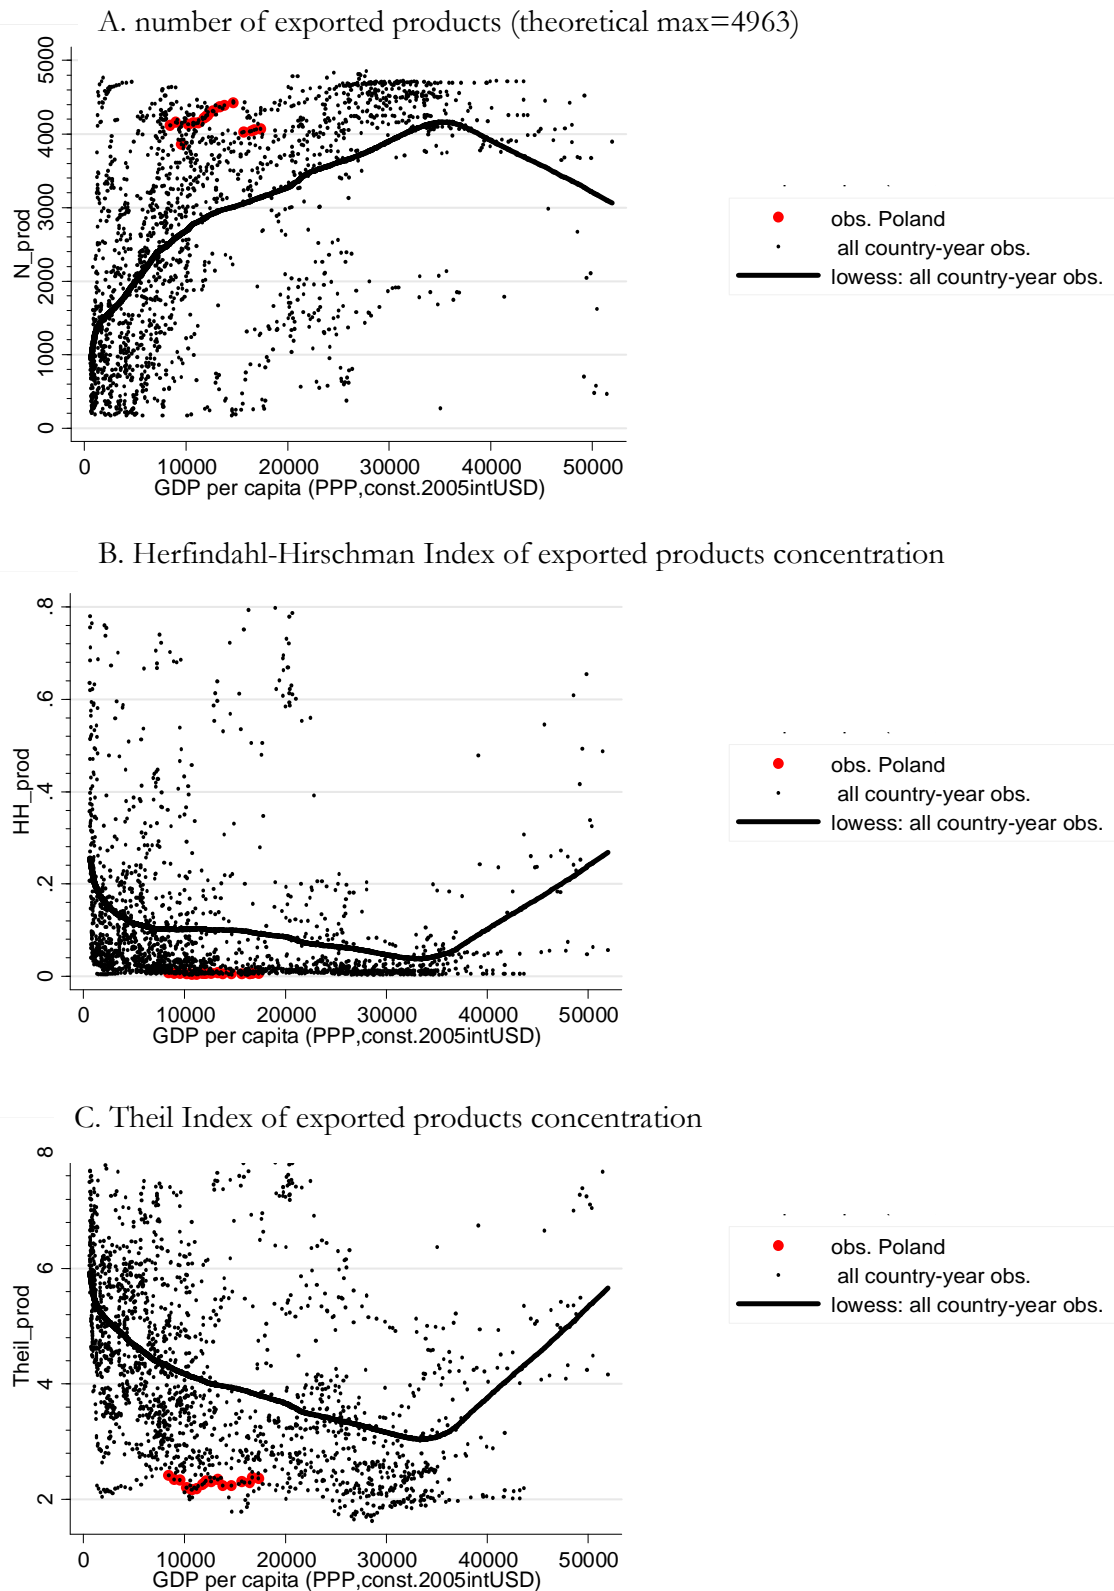 A. number of exported products (theoretical max=4963)
5000
4000
3000
2000
1000
0
N_prod
0 10000 20000 30000 40000 50000
GDP per capita (PPP,const.2005intUSD)
obs. Poland
all country-year obs.
lowess: all country-year obs.
B. Herfindahl-Hirschman Index of exported products concentration
.8
.6
.4
.2
0
HH_prod
0 10000 20000 30000 40000 50000
GDP per capita (PPP,const.2005intUSD)
obs. Poland
all country-year obs.
lowess: all country-year obs.
C. Theil Index of exported products concentration
8
6
4
2
Theil_prod
0 10000 20000 30000 40000 50000
GDP per capita (PPP,const.2005intUSD)
obs. Poland
all country-year obs.
lowess: all country-year obs.